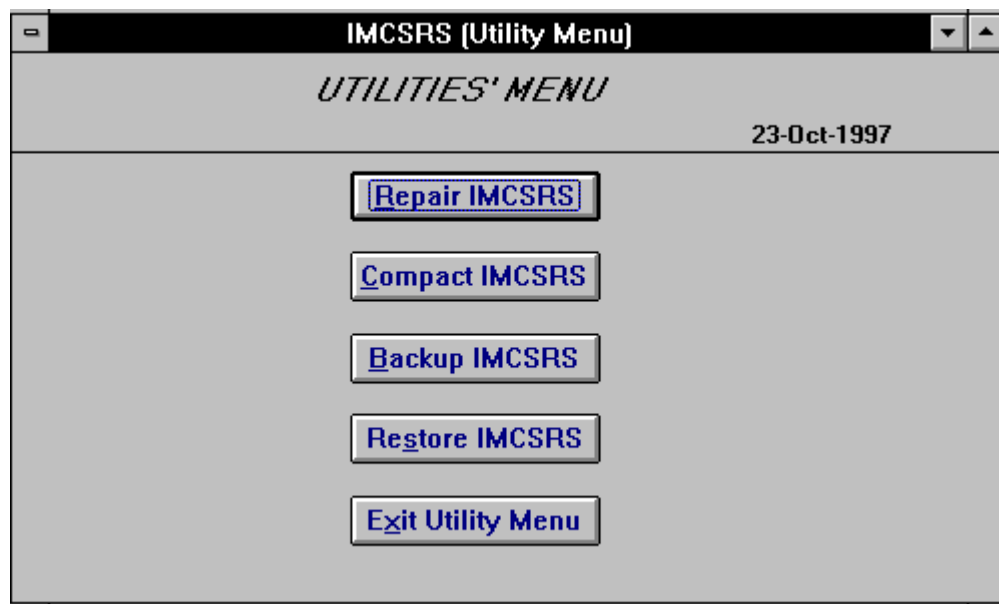 IMCSRS (Utility Menu)
UTILITIES' MENU
23-Oct-1997
Repair IMCSRS
Compact IMCSRS
Backup IMCSRS
Restore IMCSRS
Exit Utility Menu